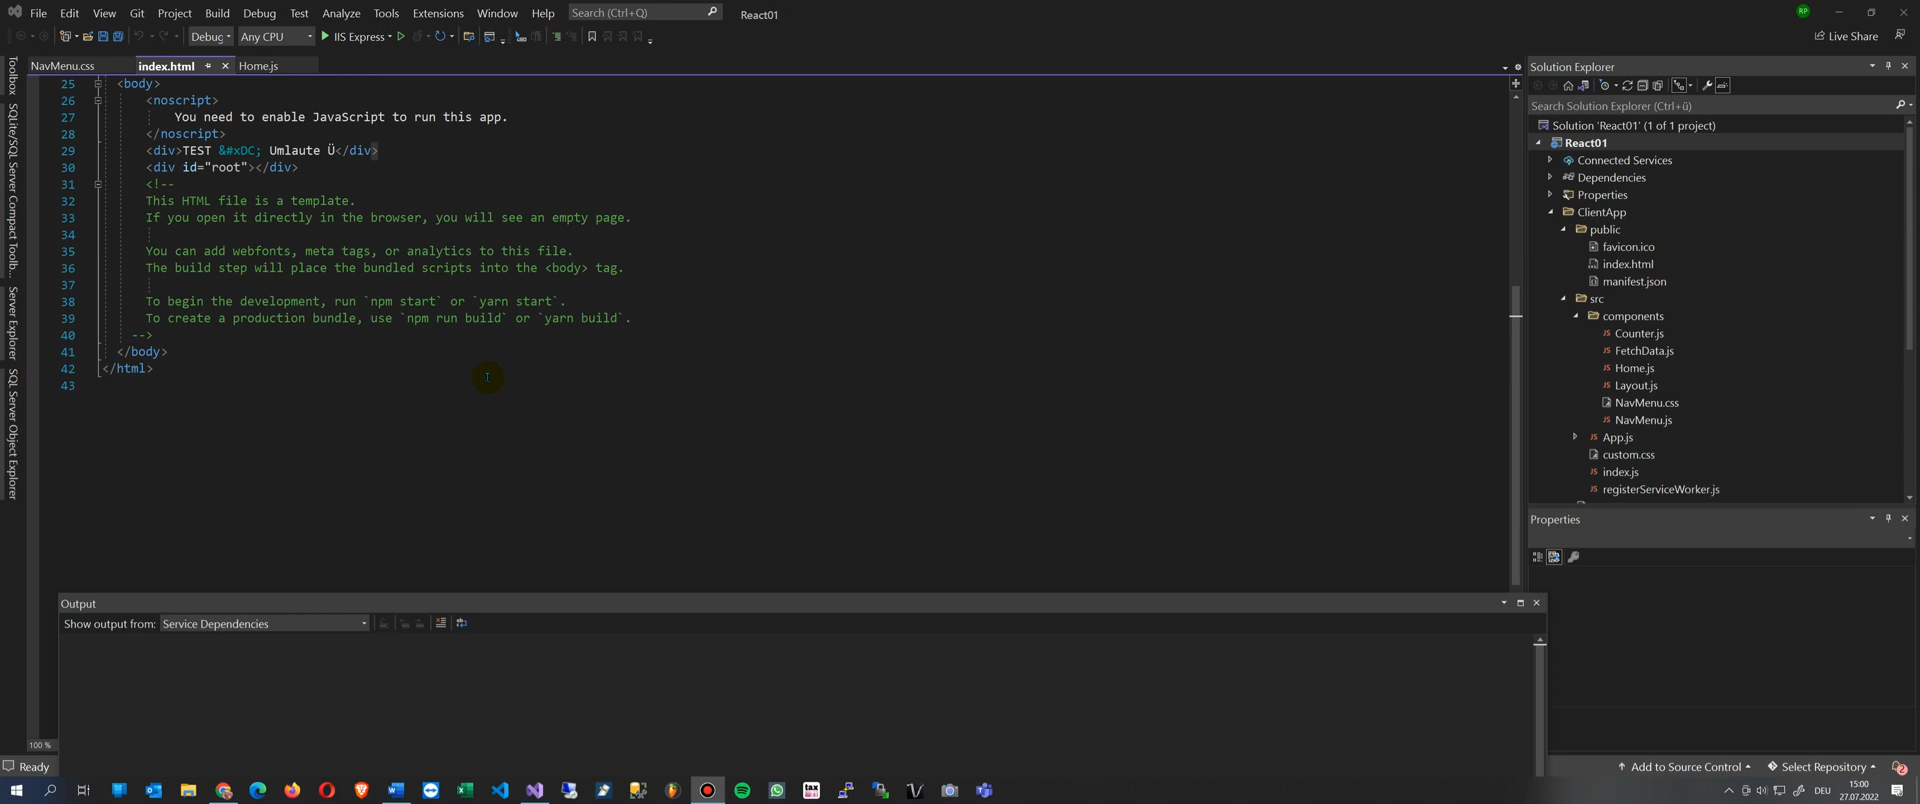 File Edit View Git Project Build Debug Test Analyze Tools Extensions Window Help Search (Ctrl+Q) React01 RP
Debug Any CPU IIS Express Live Share
NavMenu.css index.html Home.js
Toolbox
SQLite/SQL Server Compact Toolb...
Server Explorer
SQL Server Object Explorer
25 <body>
26 <noscript>
27 You need to enable JavaScript to run this app.
28 </noscript>
29 <div>TEST &#xDC; Umlaute Ü</div>
30 <div id="root"></div>
31 <!--
32 This HTML file is a template.
33 If you open it directly in the browser, you will see an empty page.
34
35 You can add webfonts, meta tags, or analytics to this file.
36 The build step will place the bundled scripts into the <body> tag.
37
38 To begin the development, run `npm start` or `yarn start`.
39 To create a production bundle, use `npm run build` or `yarn build`.
40 -->
41 </body>
42 </html>
43
100 %
Output
Show output from: Service Dependencies
Solution Explorer
Search Solution Explorer (Ctrl+ü)
Solution 'React01' (1 of 1 project)
React01
Connected Services
Dependencies
Properties
ClientApp
public
favicon.ico
index.html
manifest.json
src
components
Counter.js
FetchData.js
Home.js
Layout.js
NavMenu.css
NavMenu.js
App.js
custom.css
index.js
registerServiceWorker.js
Properties
Ready Add to Source Control Select Repository 2
tax DEU 15:00
27.07.2022